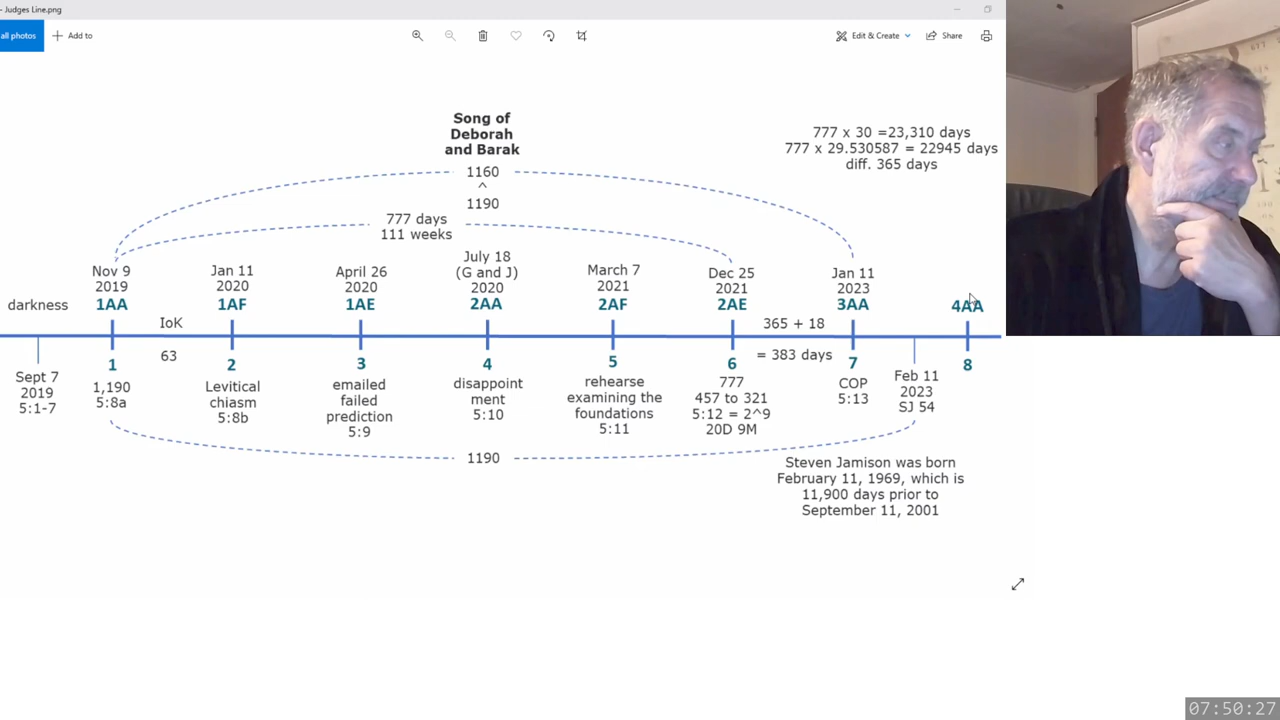 - Judges Line.png
all photos
Add to
Edit & Create
Share
Song of
Deborah
and Barak
1160
^
1190
777 days
111 weeks
777 x 30 =23,310 days
777 x 29.530587 = 22945 days
diff. 365 days
darkness
Nov 9
2019
1AA
IoK
Jan 11
2020
1AF
April 26
2020
1AE
July 18
(G and J)
2020
2AA
March 7
2021
2AF
Dec 25
2021
2AE
365 + 18
Jan 11
2023
3AA
4AA
Sept 7
2019
5:1-7
1
1,190
5:8a
63
2
Levitical
chiasm
5:8b
3
emailed
failed
prediction
5:9
4
disappoint
ment
5:10
5
rehearse
examining the
foundations
5:11
6
777
457 to 321
5:12 = 2^9
20D 9M
= 383 days
7
COP
5:13
Feb 11
2023
SJ 54
8
1190
Steven Jamison was born
February 11, 1969, which is
11,900 days prior to
September 11, 2001
07:50:27